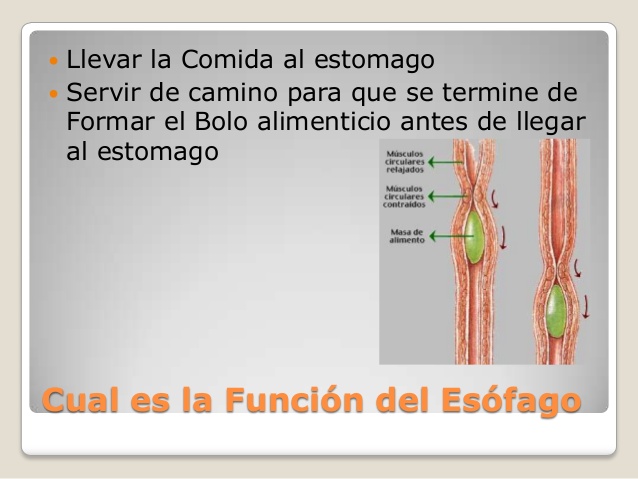 Llevar la Comida al estomago
Servir de camino para que se termine de
Formar el Bolo alimenticio antes de llegar
al estomago
Músculos
circulares
relajados
Músculos
circulares
contraidos
Masa de
alimento
Cual es la Función del Esófago